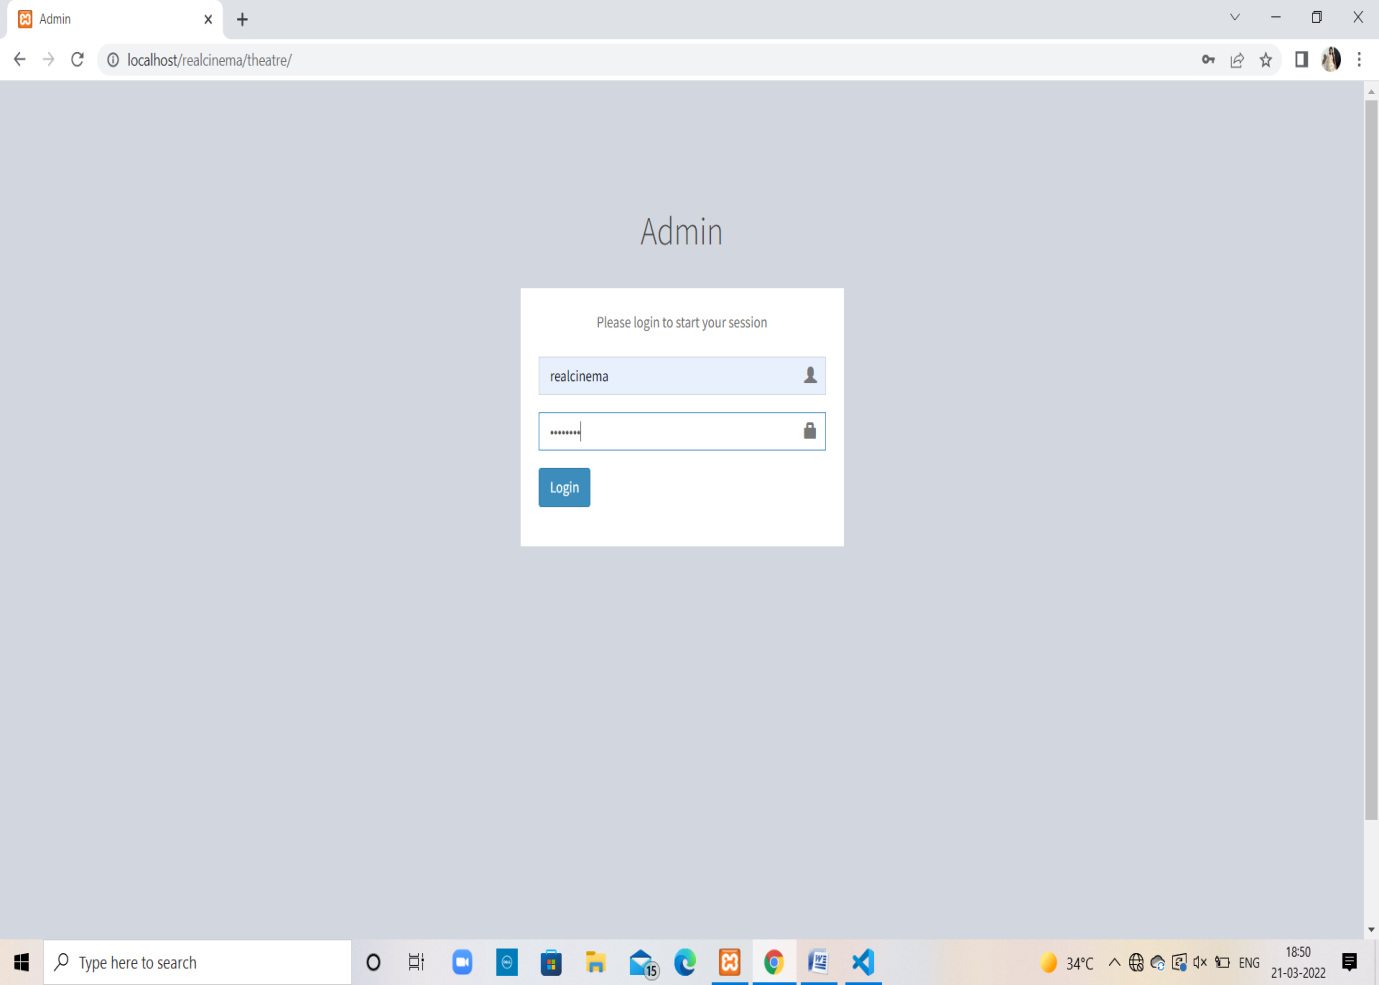 Admin
localhost/realcinema/theatre/
Admin
Please login to start your session
realcinema
••••••••
Login
Type here to search
15
34°C
ENG
18:50
21-03-2022